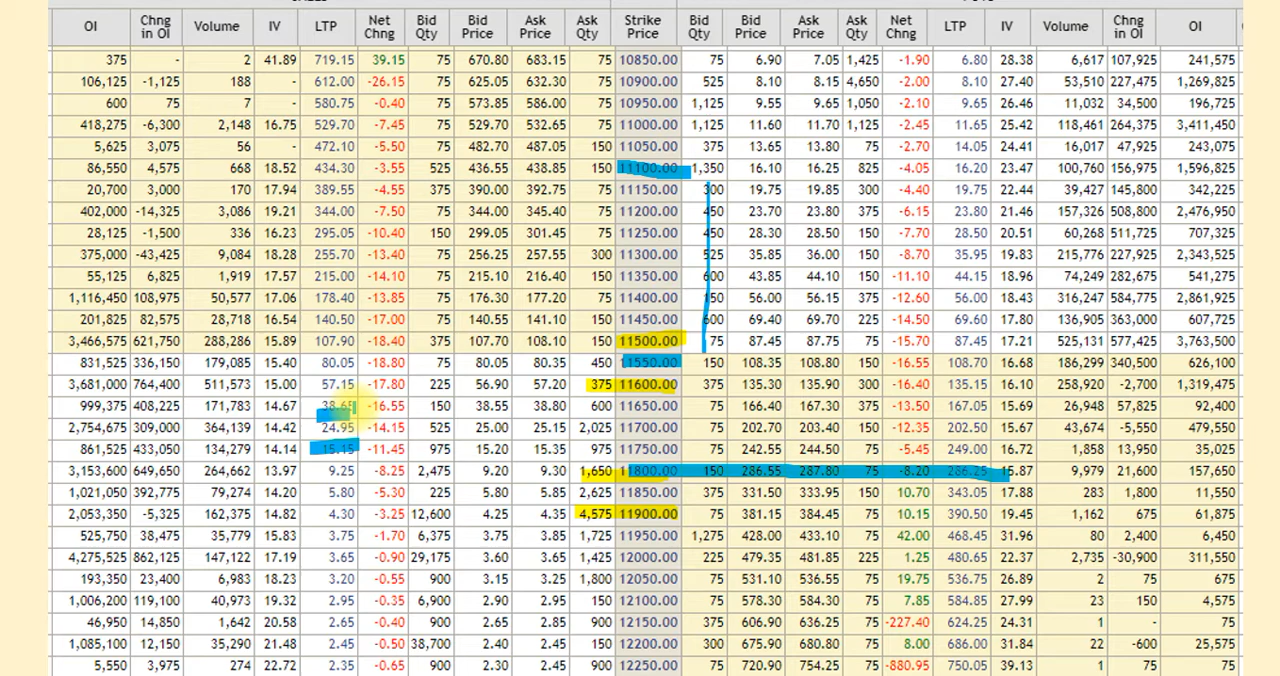 OI Chng in OI Volume IV LTP Net Chng Bid Qty Bid Price Ask Price Ask Qty Strike Price Bid Qty Bid Price Ask Price Ask Qty Net Chng LTP IV Volume Chng in OI OI
375 - 2 41.89 719.15 39.15 75 670.80 683.15 75 10850.00 75 6.90 7.05 1,425 -1.90 6.80 28.38 6,617 107,925 241,575
106,125 -1,125 188 - 612.00 -26.15 75 625.05 632.30 75 10900.00 525 8.10 8.15 4,650 -2.00 8.10 27.40 53,510 227,475 1,269,825
600 75 7 - 580.75 -0.40 75 573.85 586.00 75 10950.00 1,125 9.55 9.65 1,050 -2.10 9.65 26.46 11,032 34,500 196,725
418,275 -6,300 2,148 16.75 529.70 -7.45 75 529.70 532.65 75 11000.00 1,125 11.60 11.70 1,125 -2.45 11.65 25.42 118,461 264,375 3,411,450
5,625 3,075 56 - 472.10 -5.50 75 482.70 487.05 150 11050.00 375 13.65 13.80 75 -2.70 14.05 24.41 16,017 47,925 243,075
86,550 4,575 668 18.52 434.30 -3.55 525 436.55 438.85 150 11100.00 1,350 16.10 16.25 825 -4.05 16.20 23.47 100,760 156,975 1,596,825
20,700 3,000 170 17.94 389.55 -4.55 375 390.00 392.75 75 11150.00 300 19.75 19.85 300 -4.40 19.75 22.44 39,427 145,800 342,225
402,000 -14,325 3,086 19.21 344.00 -7.50 75 344.00 345.40 75 11200.00 450 23.70 23.80 375 -6.15 23.80 21.46 157,326 508,800 2,476,950
28,125 -1,500 336 16.23 295.05 -10.40 150 299.05 301.45 75 11250.00 450 28.30 28.50 150 -7.70 28.50 20.51 60,268 511,725 707,325
375,000 -43,425 9,084 18.28 255.70 -13.40 75 256.25 257.55 300 11300.00 525 35.85 36.00 150 -8.70 35.95 19.83 215,776 227,925 2,343,525
55,125 6,825 1,919 17.57 215.00 -14.10 75 215.10 216.40 150 11350.00 600 43.85 44.10 150 -11.10 44.15 18.96 74,249 282,675 541,275
1,116,450 108,975 50,577 17.06 178.40 -13.85 75 176.30 177.20 75 11400.00 150 56.00 56.15 375 -12.60 56.00 18.43 316,247 584,775 2,861,925
201,825 82,575 28,718 16.54 140.50 -17.00 75 140.55 141.10 150 11450.00 600 69.40 69.70 225 -14.50 69.60 17.80 136,905 363,000 607,725
3,466,575 621,750 288,286 15.89 107.90 -18.40 375 107.70 108.10 150 11500.00 75 87.45 87.75 75 -15.70 87.45 17.21 525,131 577,425 3,763,500
831,525 336,150 179,085 15.40 80.05 -18.80 75 80.05 80.35 450 11550.00 150 108.35 108.80 150 -16.55 108.70 16.68 186,299 340,500 626,100
3,681,000 764,400 511,573 15.00 57.15 -17.80 225 56.90 57.20 375 11600.00 375 135.30 135.90 300 -16.40 135.15 16.10 258,920 -2,700 1,319,475
999,375 408,225 171,783 14.67 38.65 -16.55 150 38.55 38.80 600 11650.00 75 166.40 167.30 375 -13.50 167.05 15.69 26,948 57,825 92,400
2,754,675 309,000 364,139 14.42 24.95 -14.15 525 25.00 25.15 2,025 11700.00 75 202.70 203.40 150 -12.35 202.50 15.67 43,674 -5,550 479,550
861,525 433,050 134,279 14.14 15.15 -11.45 975 15.15 15.35 975 11750.00 75 242.55 244.50 75 -5.45 249.00 16.72 1,858 13,950 35,025
3,153,600 649,650 264,662 13.97 9.25 -8.25 2,475 9.20 9.30 1,650 11800.00 150 286.55 287.80 75 -8.20 286.25 15.87 9,979 21,600 157,650
1,021,050 392,775 79,274 14.20 5.80 -5.30 225 5.80 5.85 2,625 11850.00 375 331.50 333.95 150 10.70 343.05 17.88 283 1,800 11,550
2,053,350 -5,325 162,375 14.82 4.30 -3.25 12,600 4.25 4.35 4,575 11900.00 75 381.15 384.45 75 10.15 390.50 19.45 1,162 675 61,875
525,750 38,475 35,779 15.83 3.75 -1.70 6,375 3.75 3.85 1,725 11950.00 1,275 428.00 433.10 75 42.00 468.45 31.96 80 2,400 6,450
4,275,525 862,125 147,122 17.19 3.65 -0.90 29,175 3.60 3.65 1,425 12000.00 225 479.35 481.85 225 1.25 480.65 22.37 2,735 -30,900 311,550
193,350 23,400 6,983 18.23 3.20 -0.55 900 3.15 3.25 1,800 12050.00 75 531.10 536.55 75 19.75 536.75 26.89 2 75 675
1,006,200 119,100 40,973 19.32 2.95 -0.35 6,900 2.90 2.95 150 12100.00 75 578.30 584.30 75 7.85 584.85 27.99 23 150 4,575
46,950 14,850 1,642 20.58 2.65 -0.40 900 2.65 2.85 900 12150.00 375 606.90 636.25 75 -227.40 624.25 24.31 1 - 75
1,085,100 12,150 35,290 21.48 2.45 -0.50 38,700 2.40 2.45 150 12200.00 300 675.90 680.80 75 8.00 686.00 31.84 22 -600 25,575
5,550 3,975 274 22.72 2.35 -0.65 900 2.30 2.45 900 12250.00 75 720.90 754.25 75 -880.95 750.05 39.13 1 75 75